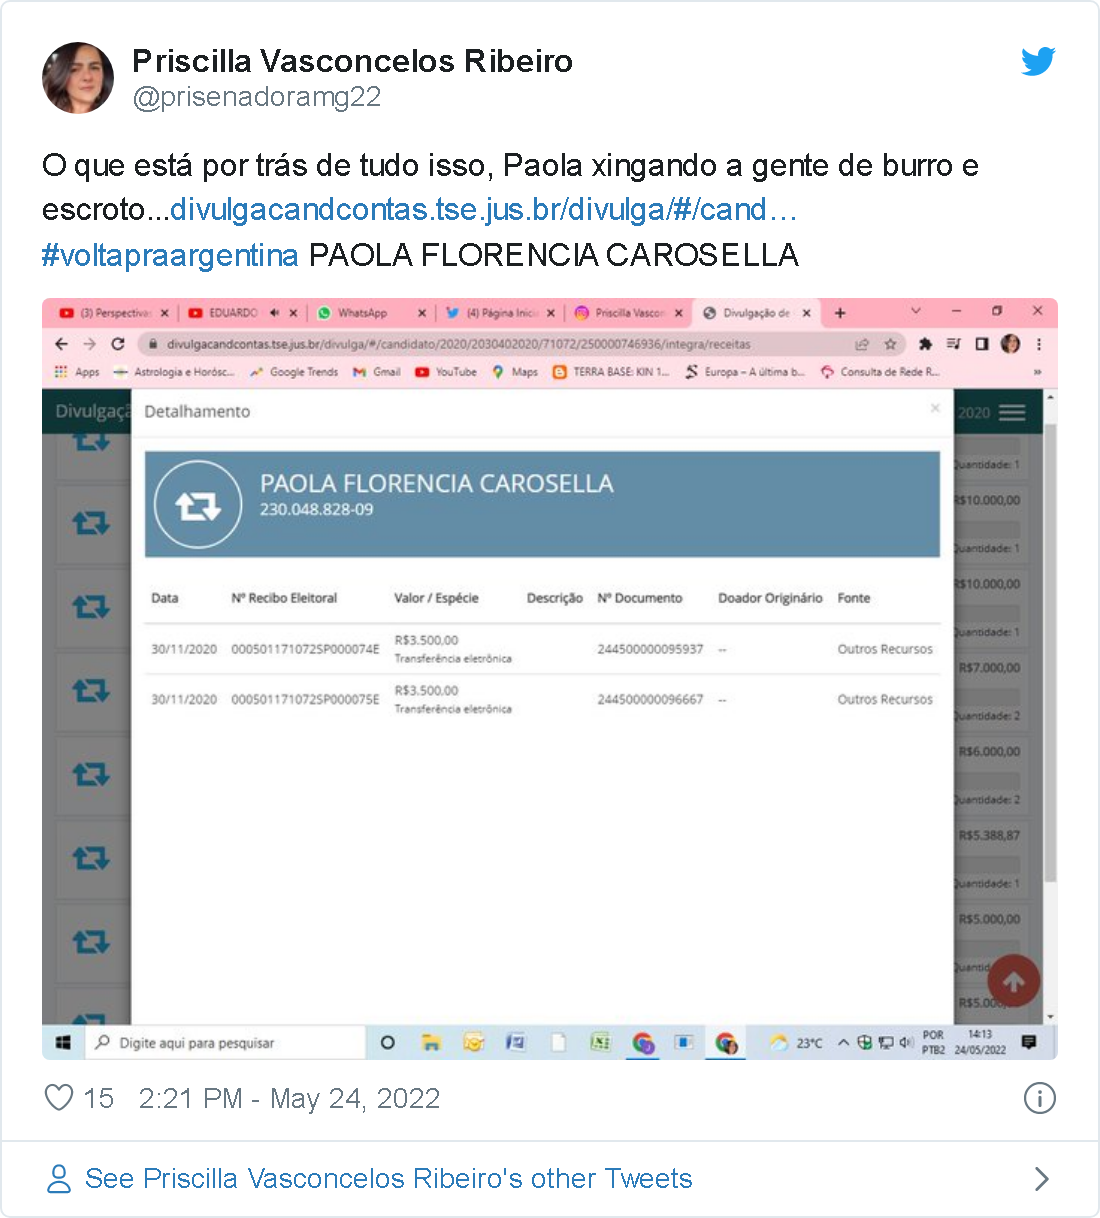 Priscilla Vasconcelos Ribeiro
@prisenadoramg22
O que está por trás de tudo isso, Paola xingando a gente de burro e
escroto...divulgacandcontas.tse.jus.br/divulga/#/cand…
#voltapraargentina PAOLA FLORENCIA CAROSELLA
(3) Perspectiva EDUARDO WhatsApp (4) Página Inici Priscilla Vascon Divulgação de
divulgacandcontas.tse.jus.br/divulga/#/candidato/2020/2030402020/71072/250000746936/integra/receitas
Apps Astrologia e Horósc... Google Trends Gmail YouTube Maps TERRA BASE: KIN 1... Europa – A última b... Consulta de Rede R...
Divulgaçã Detalhamento 2020
PAOLA FLORENCIA CAROSELLA
230.048.828-09
Quantidade: 1
R$10.000,00
Quantidade: 1
R$10.000,00
Quantidade: 1
R$7.000,00
Quantidade: 2
R$6.000,00
Quantidade: 2
R$5.388,87
Quantidade: 1
R$5.000,00
Quantid
R$5.000,
Data Nº Recibo Eleitoral Valor / Espécie Descrição Nº Documento Doador Originário Fonte
30/11/2020 000501171072SP000074E R$3.500,00 Transferência eletrônica 244500000095937 -- Outros Recursos
30/11/2020 000501171072SP000075E R$3.500,00 Transferência eletrônica 244500000096667 -- Outros Recursos
Digite aqui para pesquisar 23°C POR 14:13
PTB2 24/05/2022
15 2:21 PM - May 24, 2022
See Priscilla Vasconcelos Ribeiro's other Tweets